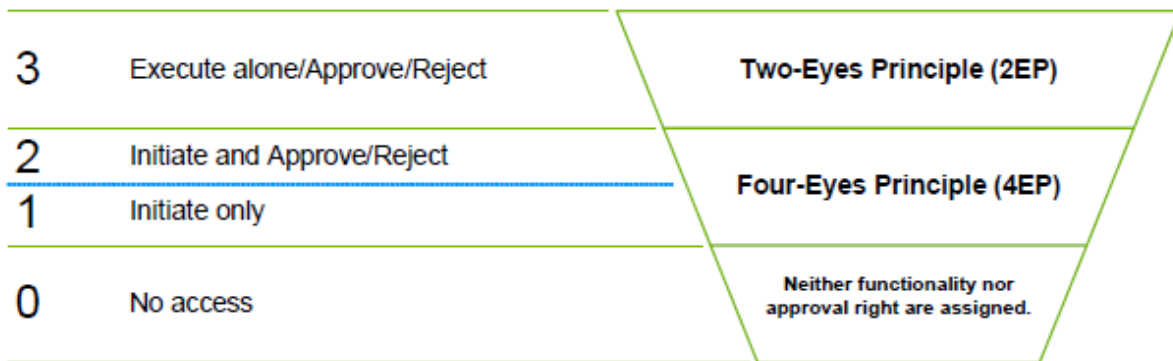 3 Execute alone/Approve/Reject Two-Eyes Principle (2EP)
2 Initiate and Approve/Reject
Four-Eyes Principle (4EP)
1 Initiate only
0 No access
Neither functionality nor
approval right are assigned.